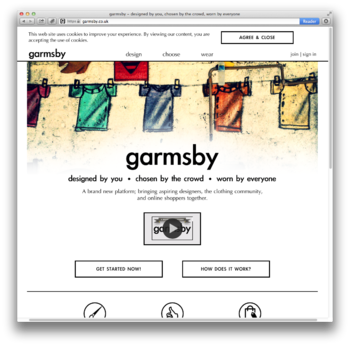 garmsby – designed by you, chosen by the crowd, worn by everyone
garmsby.co.uk
Reader
This web site uses cookies to improve your experience. By viewing our content, you are
accepting the use of cookies.
AGREE & CLOSE
garmsby
design
choose
wear
join | sign in
garmsby
designed by you • chosen by the crowd • worn by everyone
A brand new platform; bringing aspiring designers, the clothing community,
and online shoppers together.
GET STARTED NOW!
HOW DOES IT WORK?